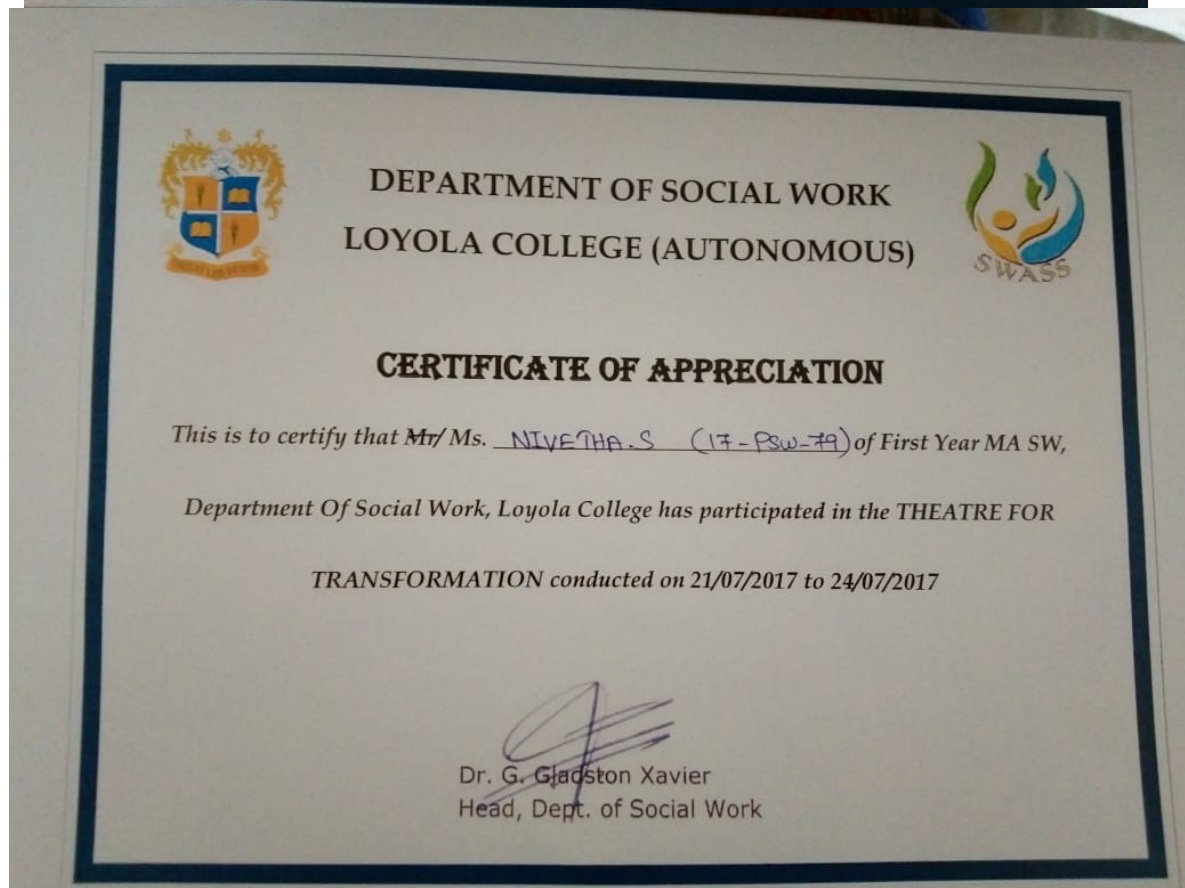 DEPARTMENT OF SOCIAL WORK
LOYOLA COLLEGE (AUTONOMOUS)
SWASS
CERTIFICATE OF APPRECIATION
This is to certify that Mr/ Ms. NIVETHA.S (17-PSW-79) of First Year MA SW,
Department Of Social Work, Loyola College has participated in the THEATRE FOR
TRANSFORMATION conducted on 21/07/2017 to 24/07/2017
Dr. G. Gladston Xavier
Head, Dept. of Social Work